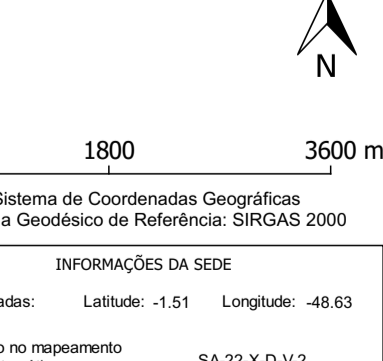 N
1800 3600 m
Sistema de Coordenadas Geográficas
a Geodésico de Referência: SIRGAS 2000
INFORMAÇÕES DA SEDE
adas: Latitude: -1.51 Longitude: -48.63
o no mapeamento
SA-22-X-D-V-2